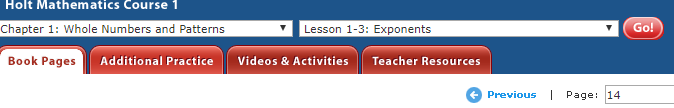 Holt Mathematics Course 1
Chapter 1: Whole Numbers and Patterns Lesson 1-3: Exponents Go!
Book Pages Additional Practice Videos & Activities Teacher Resources
Previous | Page: 14